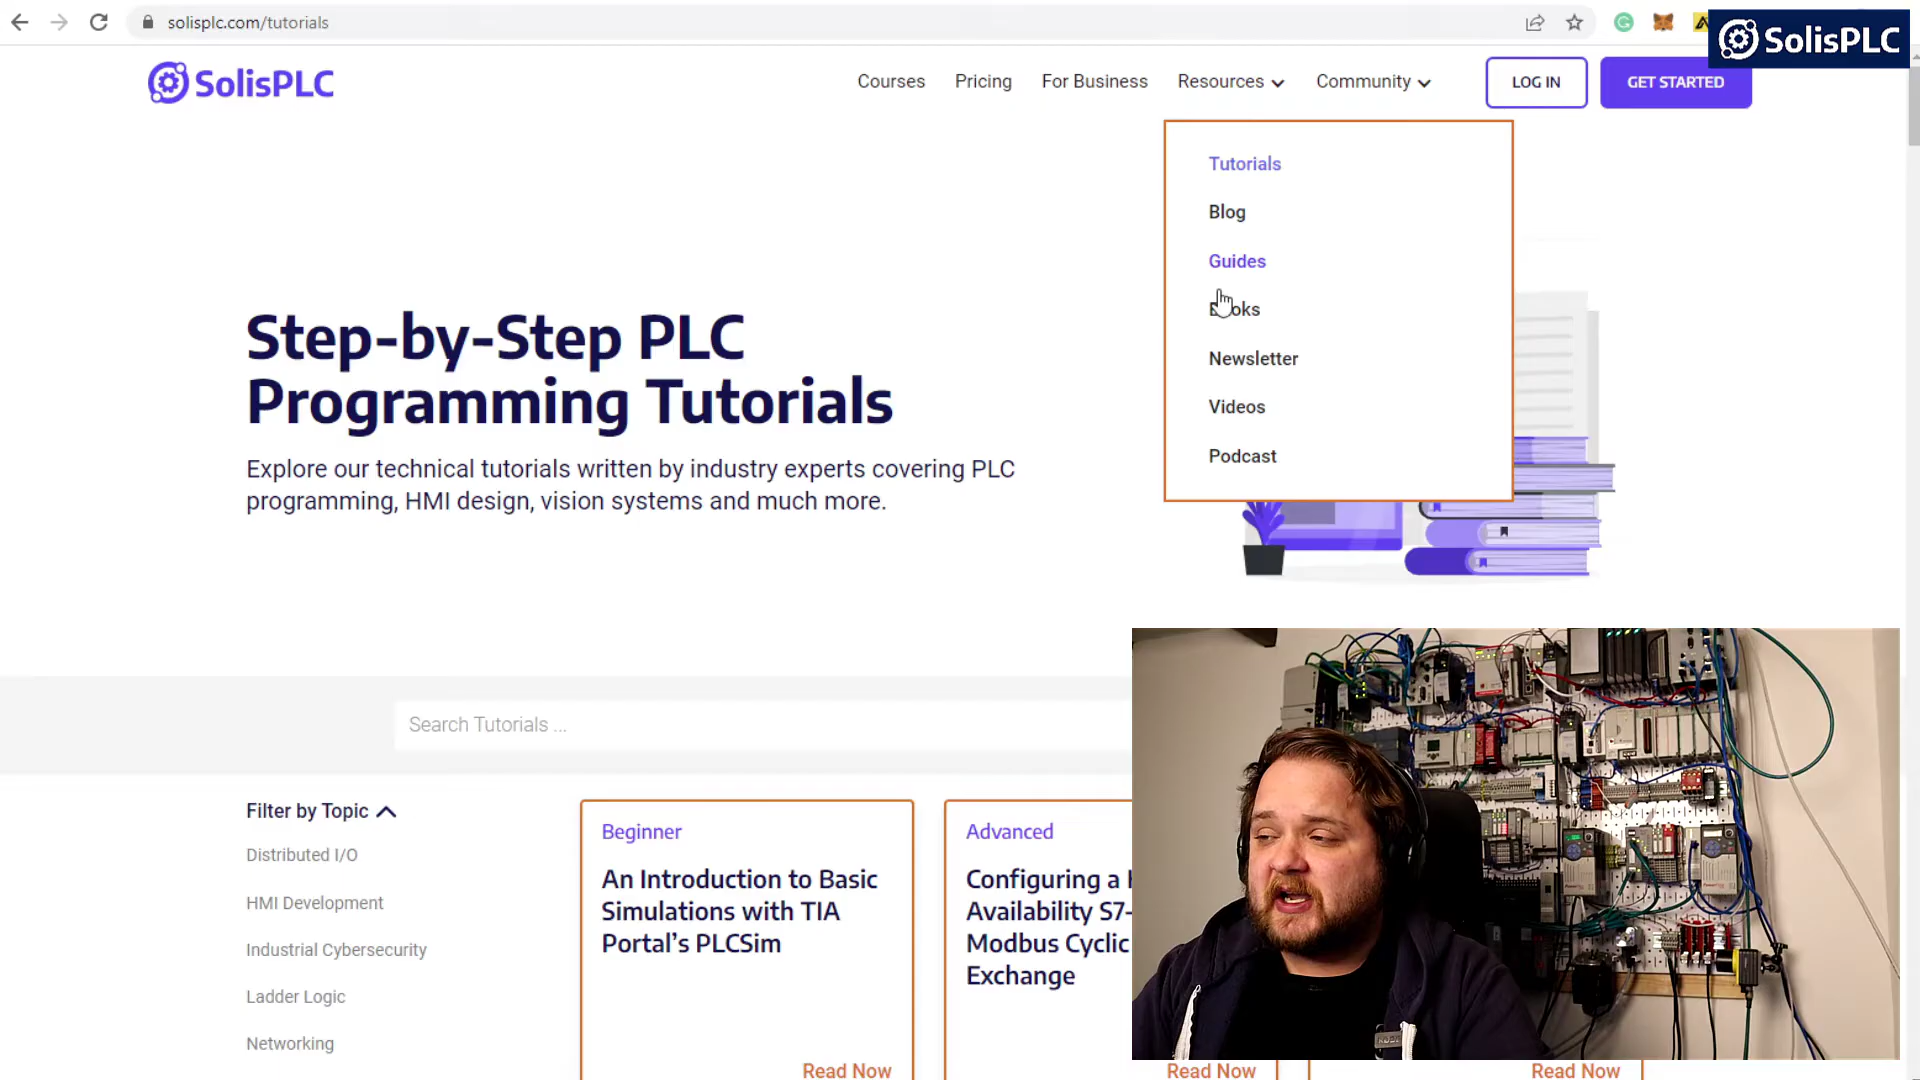 solisplc.com/tutorials
SolisPLC
SolisPLC
Courses
Pricing
For Business
Resources
Community
LOG IN
GET STARTED
Tutorials
Blog
Guides
Books
Newsletter
Videos
Podcast
Step-by-Step PLC
Programming Tutorials
Explore our technical tutorials written by industry experts covering PLC
programming, HMI design, vision systems and much more.
Search Tutorials ...
Filter by Topic
Distributed I/O
HMI Development
Industrial Cybersecurity
Ladder Logic
Networking
Beginner
An Introduction to Basic
Simulations with TIA
Portal's PLCSim
Read Now
Advanced
Configuring a
Availability S7-
Modbus Cyclic
Exchange
Read Now
Read Now